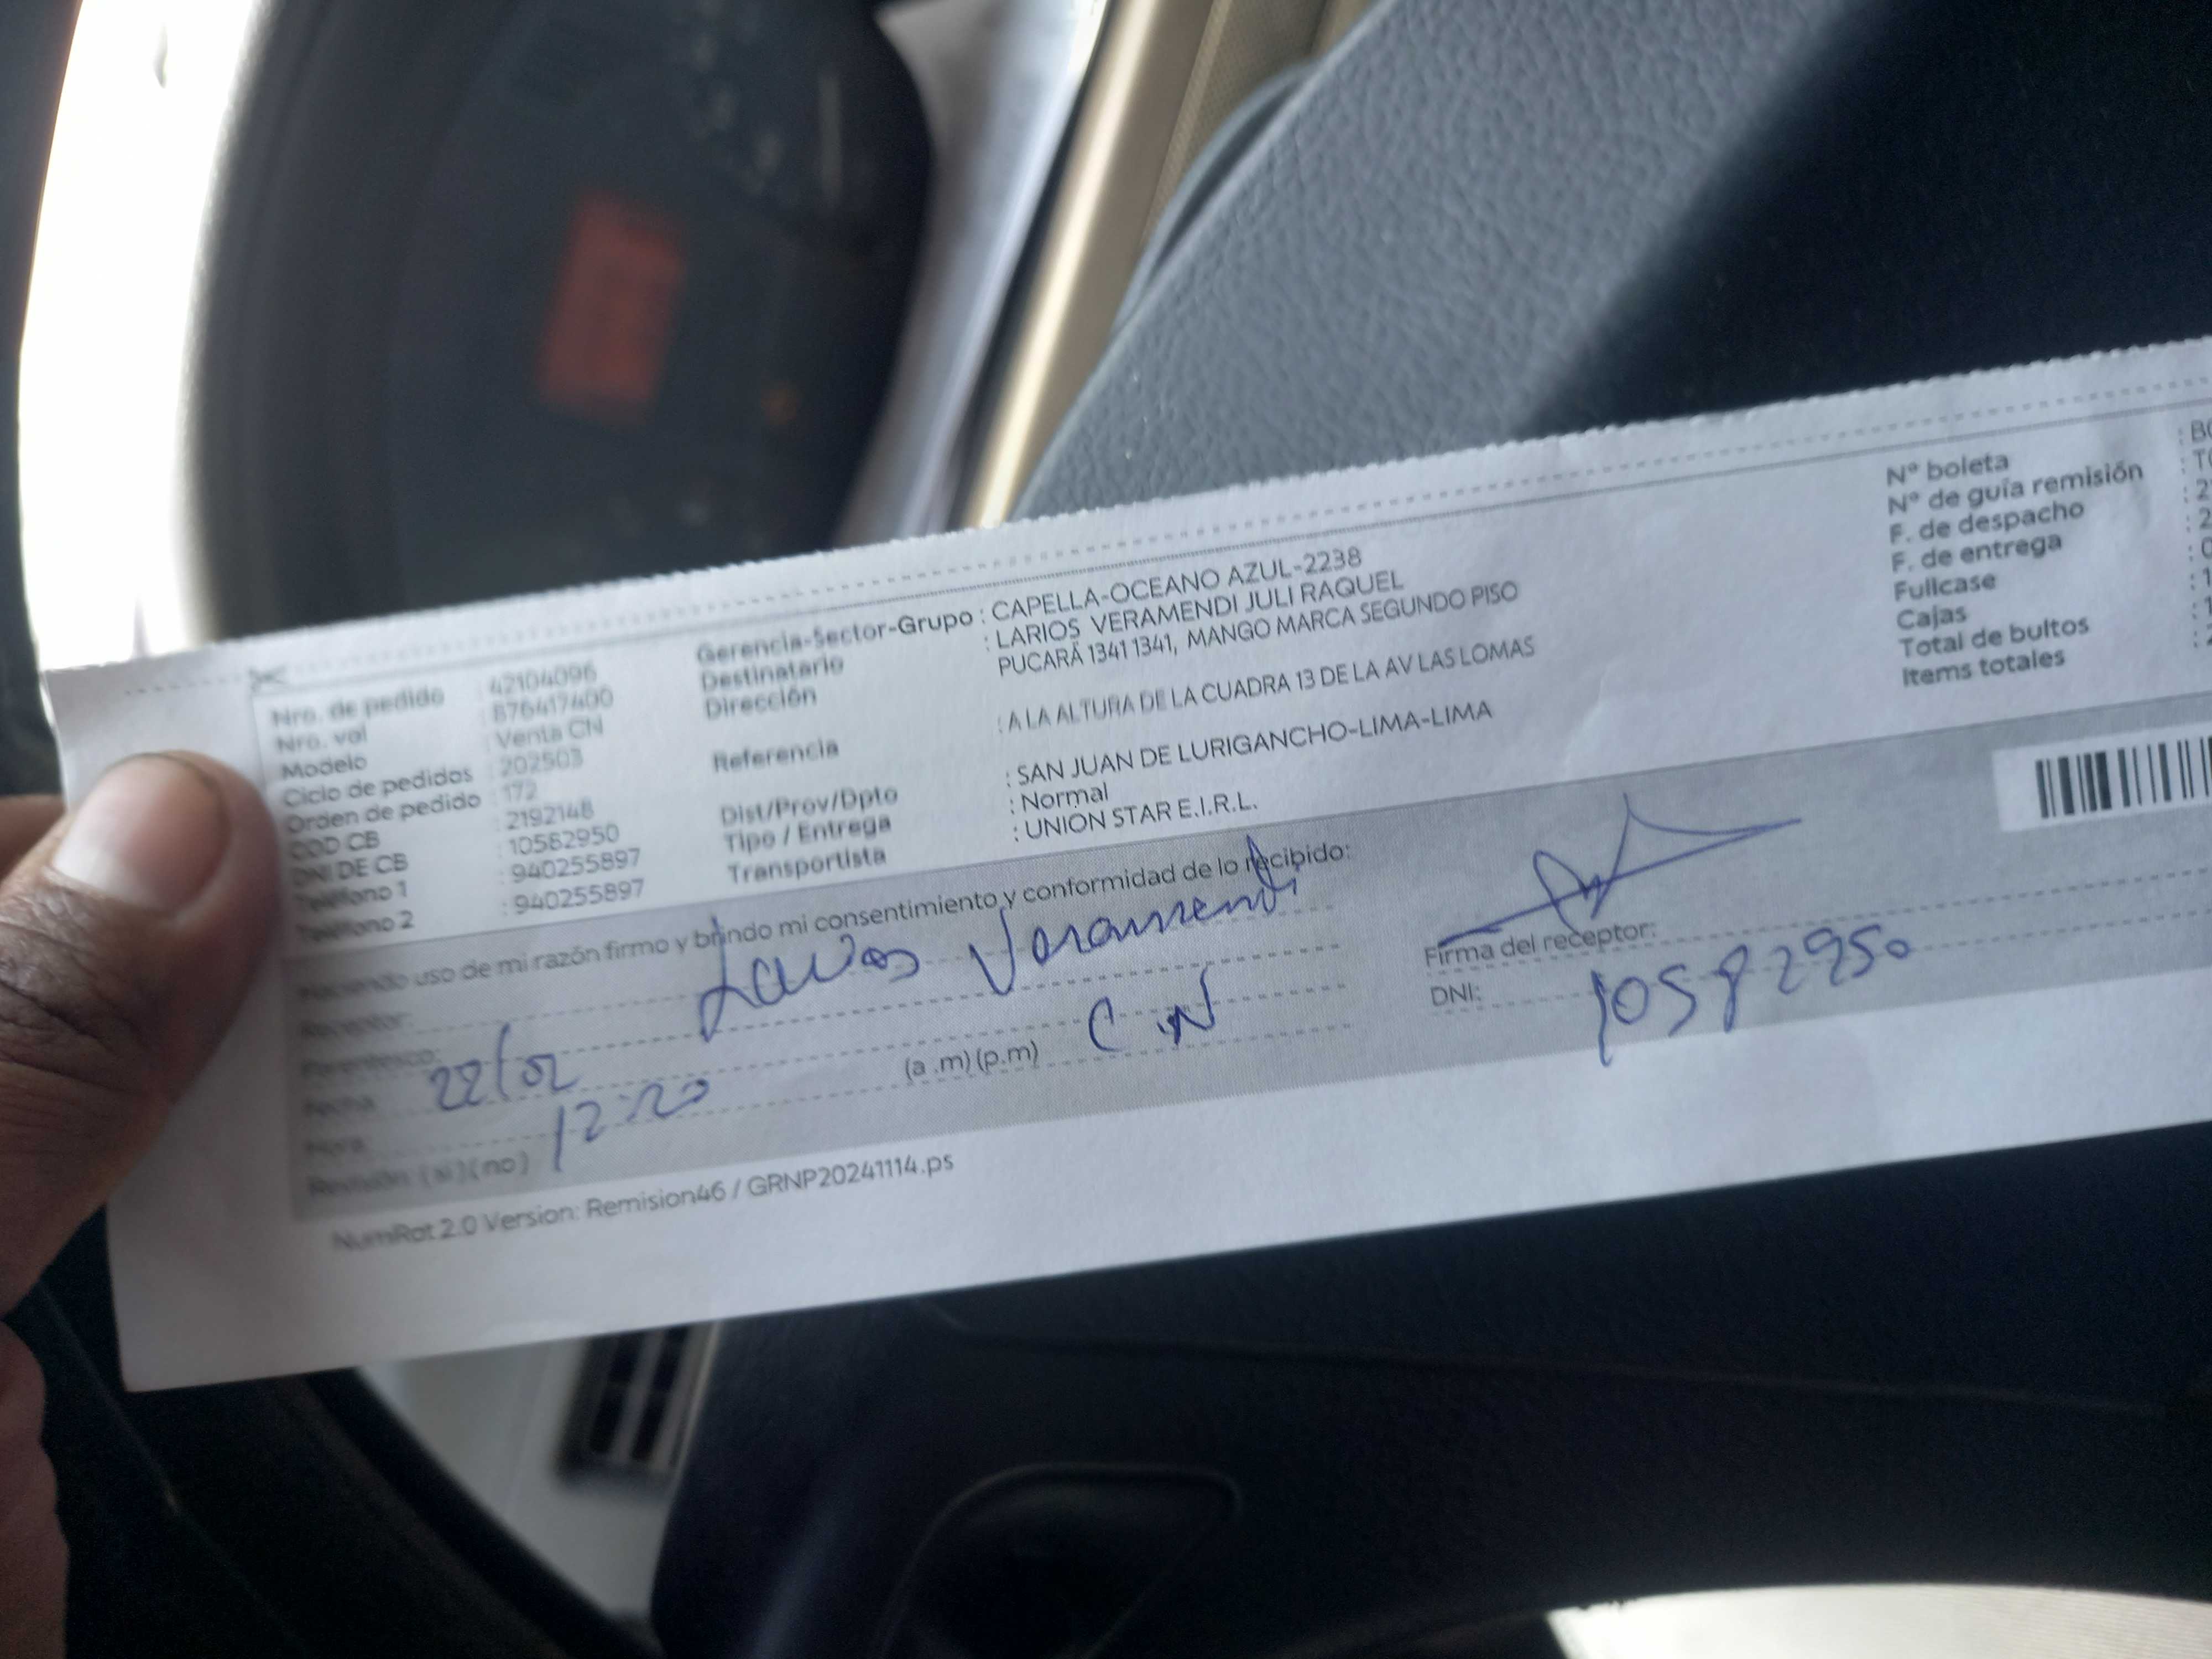 Nro. de pedido : 42104096
Nro. vol : 876417400
Modelo : Venta CN
Ciclo de pedidos : 202503
Orden de pedido : 172
COD CB : 2192148
DNI DE CB : 10582950
Teléfono 1 : 940255897
Teléfono 2 : 940255897
Gerencia-Sector-Grupo : CAPELLA-OCEANO AZUL-2238
Destinatario : LARIOS VERAMENDI JULI RAQUEL
Dirección PUCARÁ 1341 1341, MANGO MARCA SEGUNDO PISO
Referencia : A LA ALTURA DE LA CUADRA 13 DE LA AV LAS LOMAS
Dist/Prov/Dpto : SAN JUAN DE LURIGANCHO-LIMA-LIMA
Tipo / Entrega : Normal
Transportista : UNION STAR E.I.R.L.
N° boleta
N° de guía remisión
F. de despacho
F. de entrega
Fullcase
Cajas
Total de bultos
Items totales
Haciendo uso de mi razón firmo y brindo mi consentimiento y conformidad de lo recibido:
Receptor: Larios Veramendi
Parentesco: C.N
Fecha: 22/02
Hora: 12:20 (a.m)(p.m)
Revisión: (si) (no)
Firma del receptor:
DNI: 10582950
NumRot 2.0 Version: Remision46 / GRNP20241114.ps